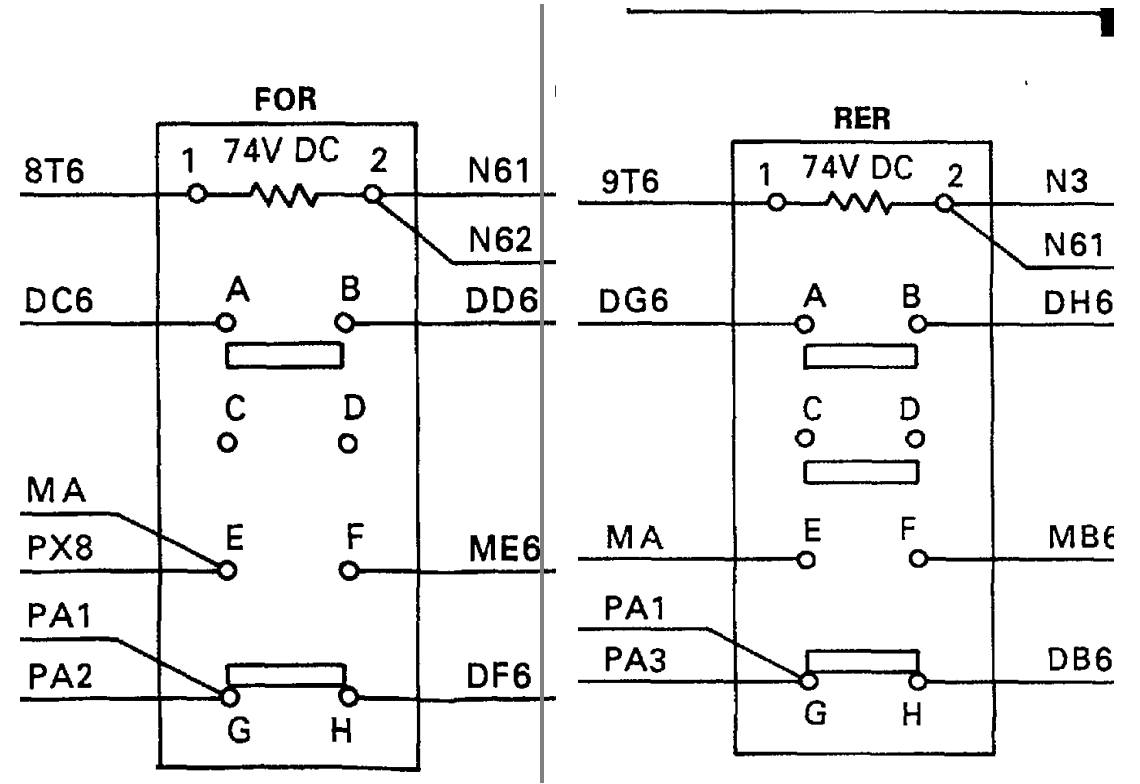 FOR
1 74V DC 2
8T6 N61
N62
A B
DC6 DD6
C D
MA
E F
PX8 ME6
PA1
PA2 DF6
G H
RER
1 74V DC 2
9T6 N3
N61
A B
DG6 DH6
C D
E F
MA MB6
PA1
PA3 DB6
G H